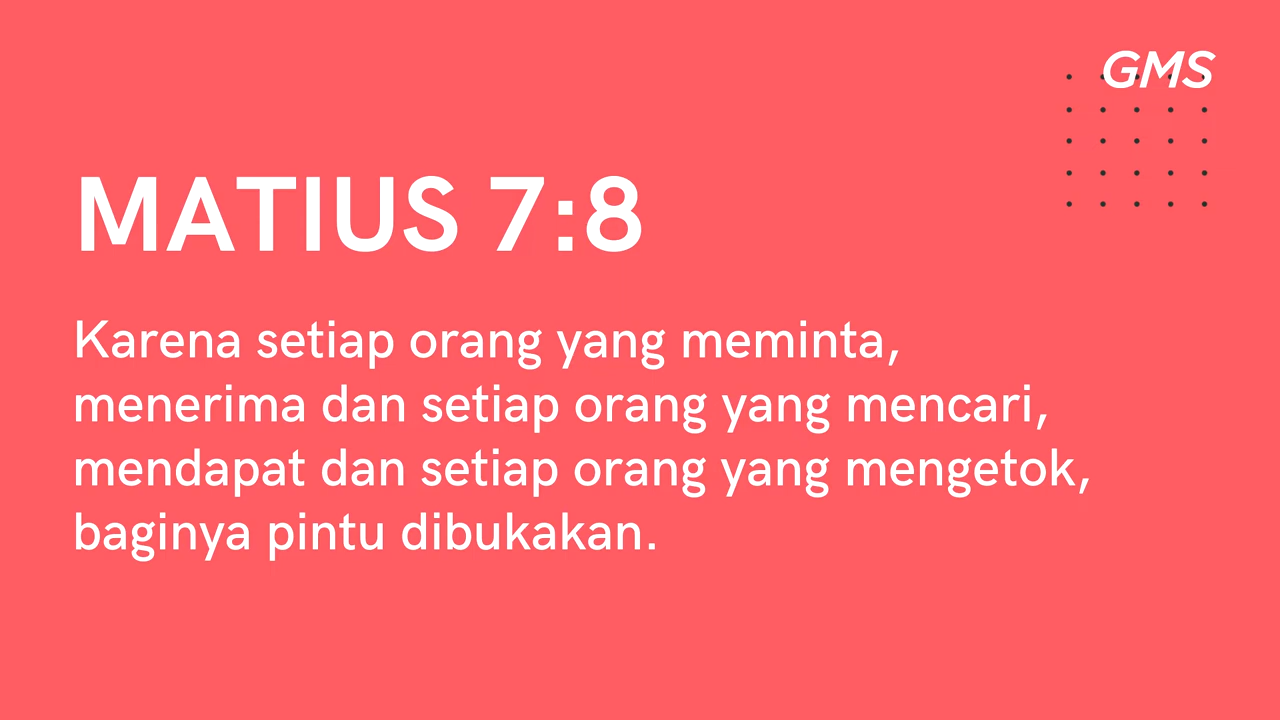 GMS
MATIUS 7:8
Karena setiap orang yang meminta,
menerima dan setiap orang yang mencari,
mendapat dan setiap orang yang mengetok,
baginya pintu dibukakan.